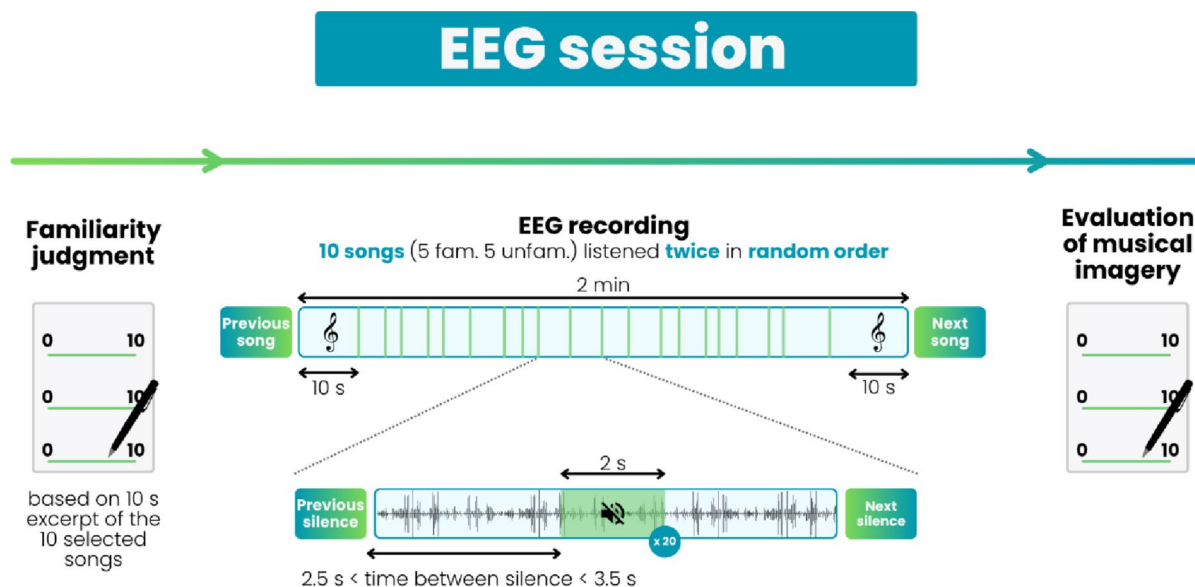 EEG session
Familiarity
judgment
0 10
0 10
0 10
based on 10 s
excerpt of the
10 selected
songs
EEG recording
10 songs (5 fam. 5 unfam.) listened twice in random order
2 min
Previous
song
Next
song
10 s
10 s
2 s
Previous
silence
x 20
Next
silence
2.5 s < time between silence < 3.5 s
Evaluation
of musical
imagery
0 10
0 10
0 10